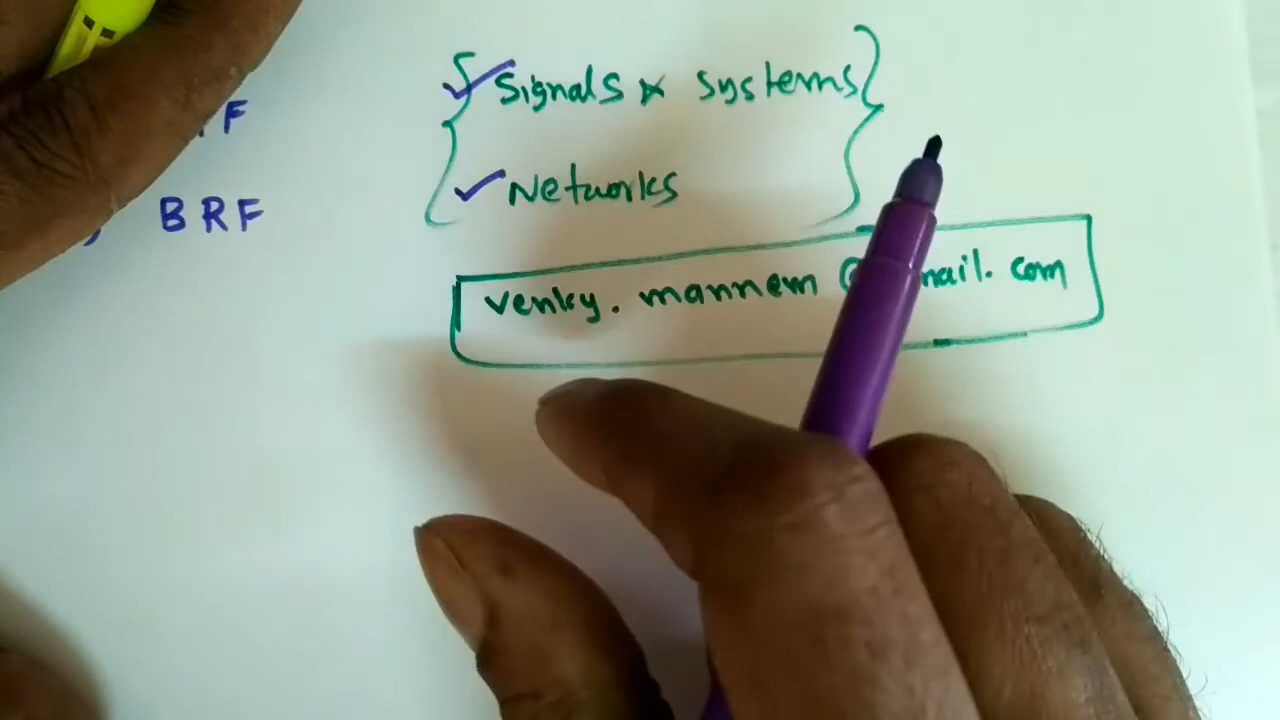 Signals & systems
Networks
F
BRF
venky. mannem mail. com